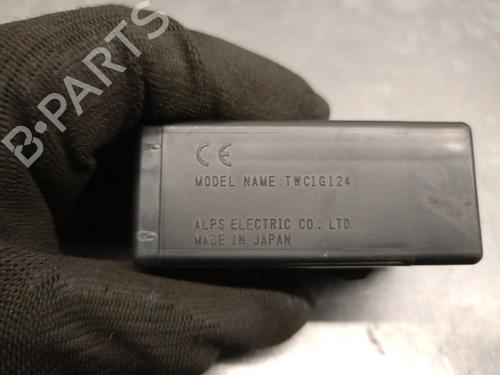 B-PARTS
CE
MODEL NAME:TWC1G124
ALPS ELECTRIC CO., LTD
MADE IN JAPAN